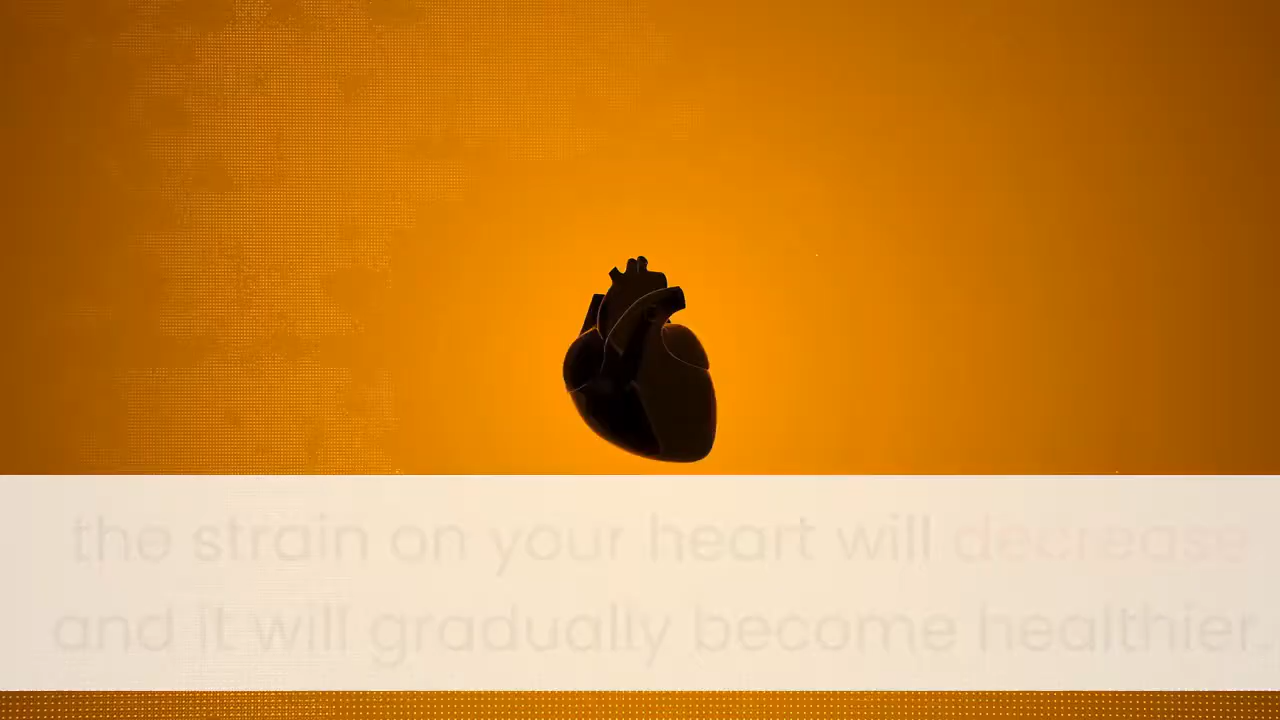 the strain on your heart will decrease
and it will gradually become healthier.